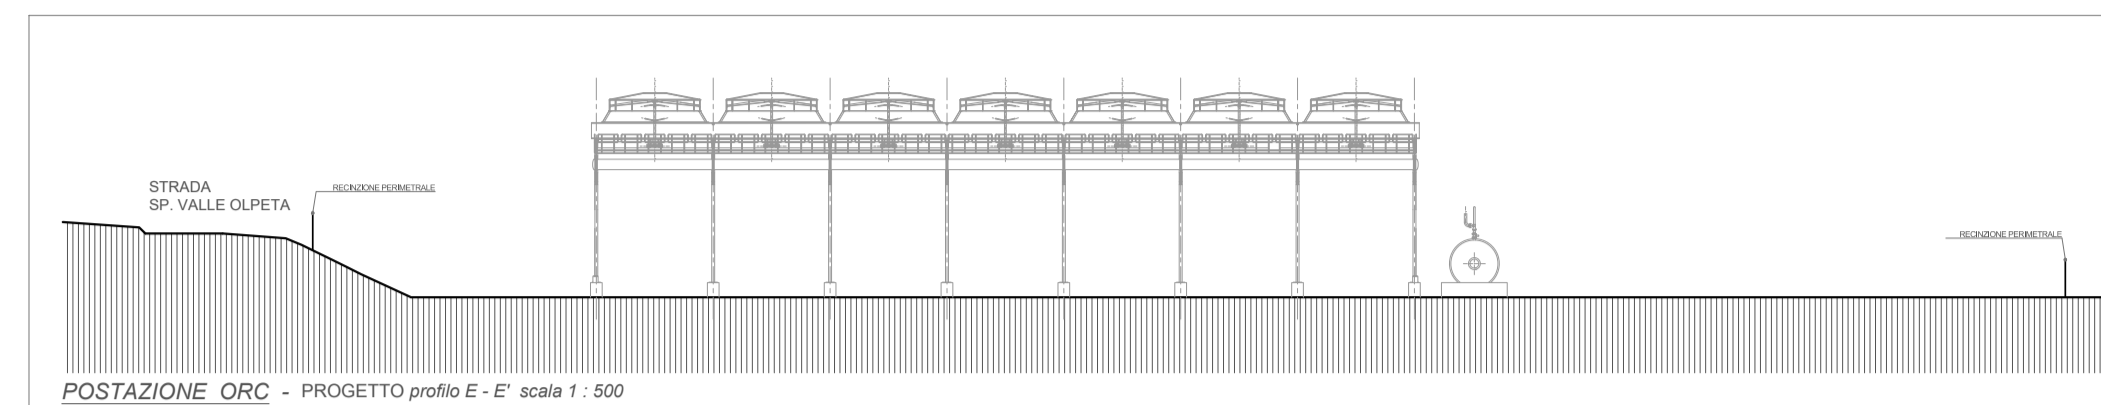 STRADA
SP. VALLE OLPETA
RECINZIONE PERIMETRALE
RECINZIONE PERIMETRALE
POSTAZIONE ORC - PROGETTO profilo E - E' scala 1 : 500